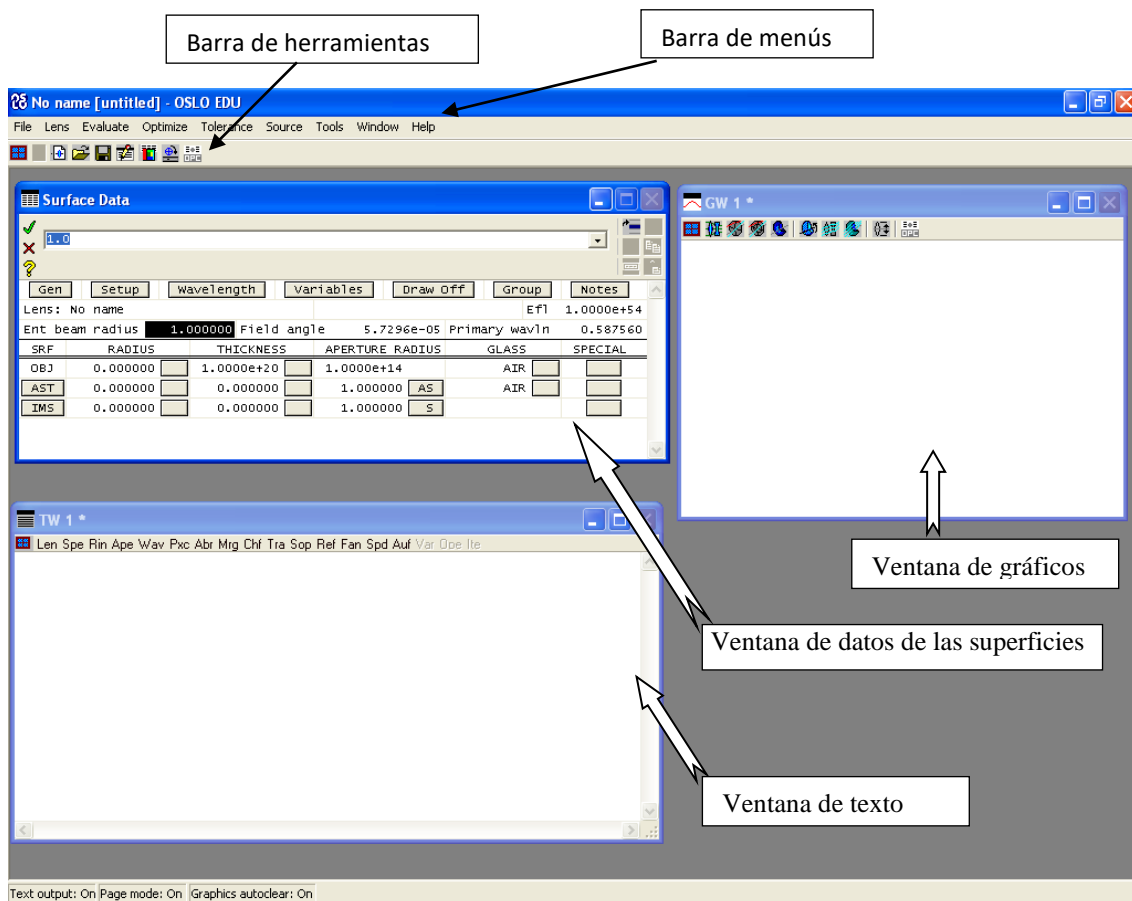 Barra de herramientas
Barra de menús
No name [untitled] - OSLO EDU
File Lens Evaluate Optimize Tolerance Source Tools Window Help
Surface Data
GW 1 *
1.0
Gen Setup Wavelength Variables Draw Off Group Notes
Lens: No name Efl 1.0000e+54
Ent beam radius 1.000000 Field angle 5.7296e-05 Primary wavln 0.587560
SRF RADIUS THICKNESS APERTURE RADIUS GLASS SPECIAL
OBJ 0.000000 1.0000e+20 1.0000e+14 AIR
AST 0.000000 0.000000 1.000000 AS AIR
IMS 0.000000 0.000000 1.000000 S
TW 1 *
Len Spe Rin Ape Wav Pxc Abr Mrg Chf Tra Sop Ref Fan Spd Auf Var Ope Ite
Ventana de gráficos
Ventana de datos de las superficies
Ventana de texto
Text output: On Page mode: On Graphics autoclear: On